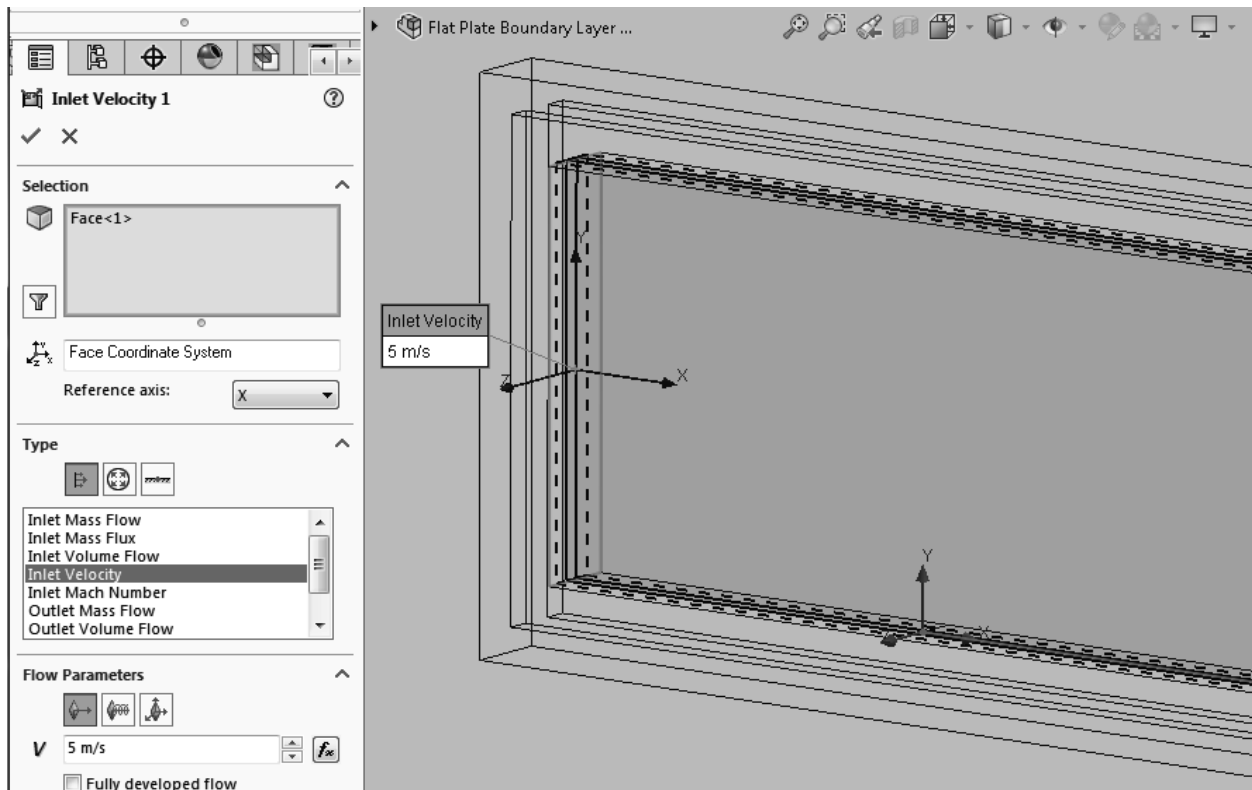 Flat Plate Boundary Layer ...
Inlet Velocity 1
Selection
Face<1>
Face Coordinate System
Reference axis:
X
Type
Inlet Mass Flow
Inlet Mass Flux
Inlet Volume Flow
Inlet Velocity
Inlet Mach Number
Outlet Mass Flow
Outlet Volume Flow
Flow Parameters
V 5 m/s
Fully developed flow
Y
Inlet Velocity
5 m/s
Z
X
Y
X